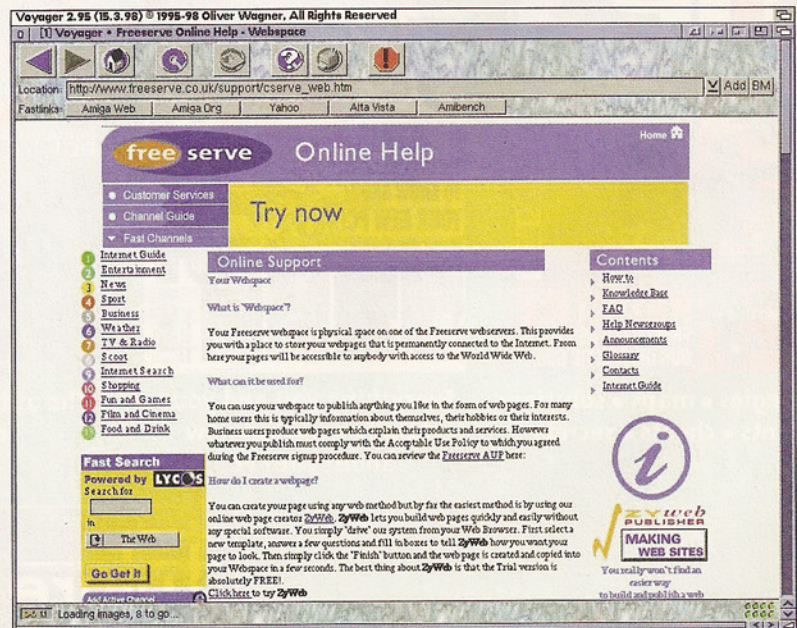 Voyager 2.95 (15.3.98) © 1995-98 Oliver Wagner, All Rights Reserved
[1] Voyager • Freeserve Online Help - Webspace
Location: http://www.freeserve.co.uk/support/cserve_web.htm Add BM
Fastlinks: Amiga Web Amiga Org Yahoo Alta Vista Amibench
freeserve Online Help Home
Customer Services
Channel Guide
Fast Channels
Try now
1 Internet Guide
2 Entertainment
3 News
4 Sport
5 Business
6 Weather
7 TV & Radio
8 Scoot
9 Internet Search
10 Shopping
11 Fun and Games
12 Film and Cinema
13 Food and Drink
Fast Search
Powered by LYCOS
Search for
in
The Web
Go Get It
Add Active Channel
Online Support
Your Webspace
What is 'Webspace'?
Your Freeserve webspace is physical space on one of the Freeserve webservers. This provides
you with a place to store your webpages that is permanently connected to the Internet. From
here your pages will be accessible to anybody with access to the World Wide Web.
What can it be used for?
You can use your webspace to publish anything you like in the form of web pages. For many
home users this is typically information about themselves, their hobbies or their interests.
Business users produce web pages which explain their products and services. However
whatever you publish must comply with the Acceptable Use Policy to which you agreed
during the Freeserve signup procedure. You can review the Freeserve AUP here:
How do I create a webpage?
You can create your page using any web method but by far the easiest method is by using our
online web page creator ZyWeb. ZyWeb lets you build web pages quickly and easily without
any special software. You simply 'drive' our system from your Web Browser. First select a
new template, answer a few questions and fill in boxes to tell ZyWeb how you want your
page to look. Then simply click the "Finish" button and the web page is created and copied into
your Webspace in a few seconds. The best thing about ZyWeb is that the Trial version is
absolutely FREE!.
Click here to try ZyWeb
Contents
How to
Knowledge Base
FAQ
Help Newsgroups
Announcements
Glossary
Contacts
Internet Guide
i
ZYweb
PUBLISHER
MAKING
WEB SITES
You really won't find an
easier way
to build and publish a web
Loading images, 8 to go...